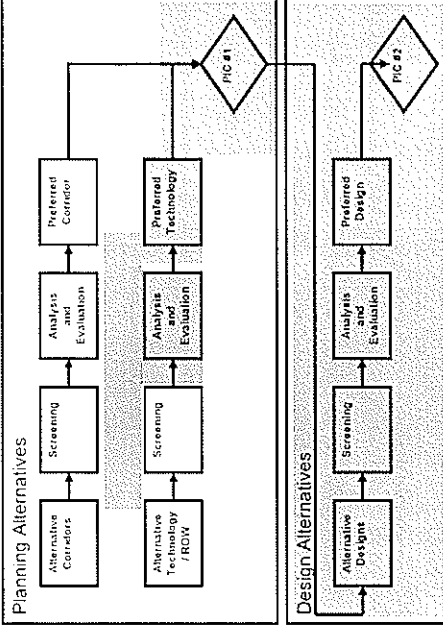 Planning Alternatives
Alternative
Corridors
Screening
Analysis
and
Evaluation
Preferred
Corridor
Alternative
Technology
/ ROW
Screening
Analysis
and
Evaluation
Preferred
Technology
PIC #1
Design Alternatives
Alternative
Designs
Screening
Analysis
and
Evaluation
Preferred
Design
PIC #2